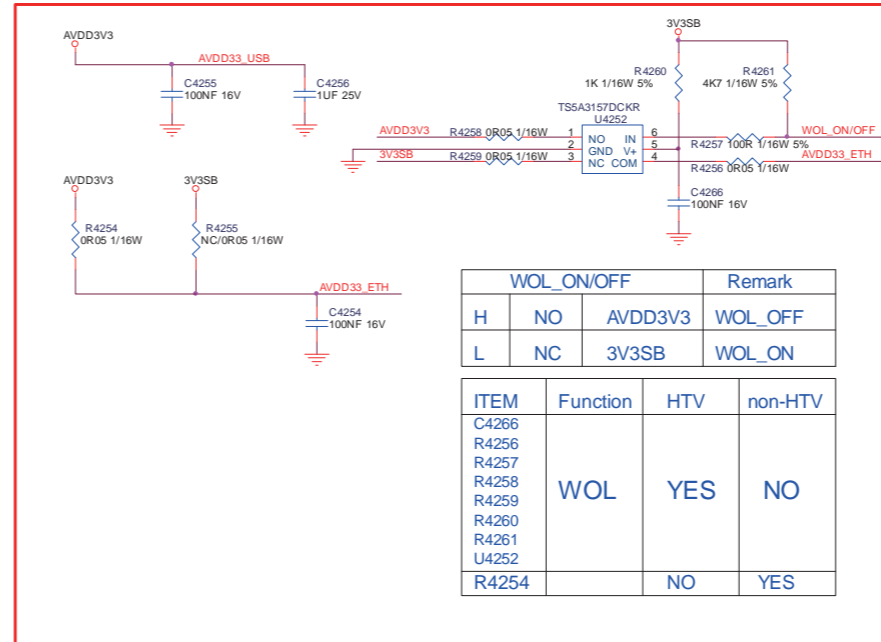 AVDD3V3
AVDD33_USB
C4255
100NF 16V
C4256
1UF 25V
3V3SB
R4260
1K 1/16W 5%
R4261
4K7 1/16W 5%
TS5A3157DCKR
U4252
AVDD3V3
R4258 0R05 1/16W
1 NO IN 6
WOL_ON/OFF
R4257 100R 1/16W 5%
2 GND V+ 5
3V3SB
R4259 0R05 1/16W
3 NC COM 4
AVDD33_ETH
R4256 0R05 1/16W
C4266
100NF 16V
AVDD3V3
3V3SB
R4254
0R05 1/16W
R4255
NC/0R05 1/16W
AVDD33_ETH
C4254
100NF 16V
WOL_ON/OFF Remark
H NO AVDD3V3 WOL_OFF
L NC 3V3SB WOL_ON
ITEM Function HTV non-HTV
C4266
R4256
R4257
R4258
R4259
R4260
R4261
U4252
WOL YES NO
R4254 NO YES